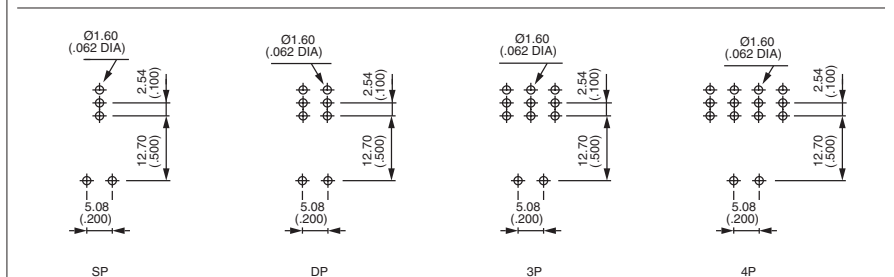 Ø1.60
(.062 DIA)
2.54
(.100)
12.70
(.500)
5.08
(.200)
SP
Ø1.60
(.062 DIA)
2.54
(.100)
12.70
(.500)
5.08
(.200)
DP
Ø1.60
(.062 DIA)
2.54
(.100)
12.70
(.500)
5.08
(.200)
3P
Ø1.60
(.062 DIA)
2.54
(.100)
12.70
(.500)
5.08
(.200)
4P